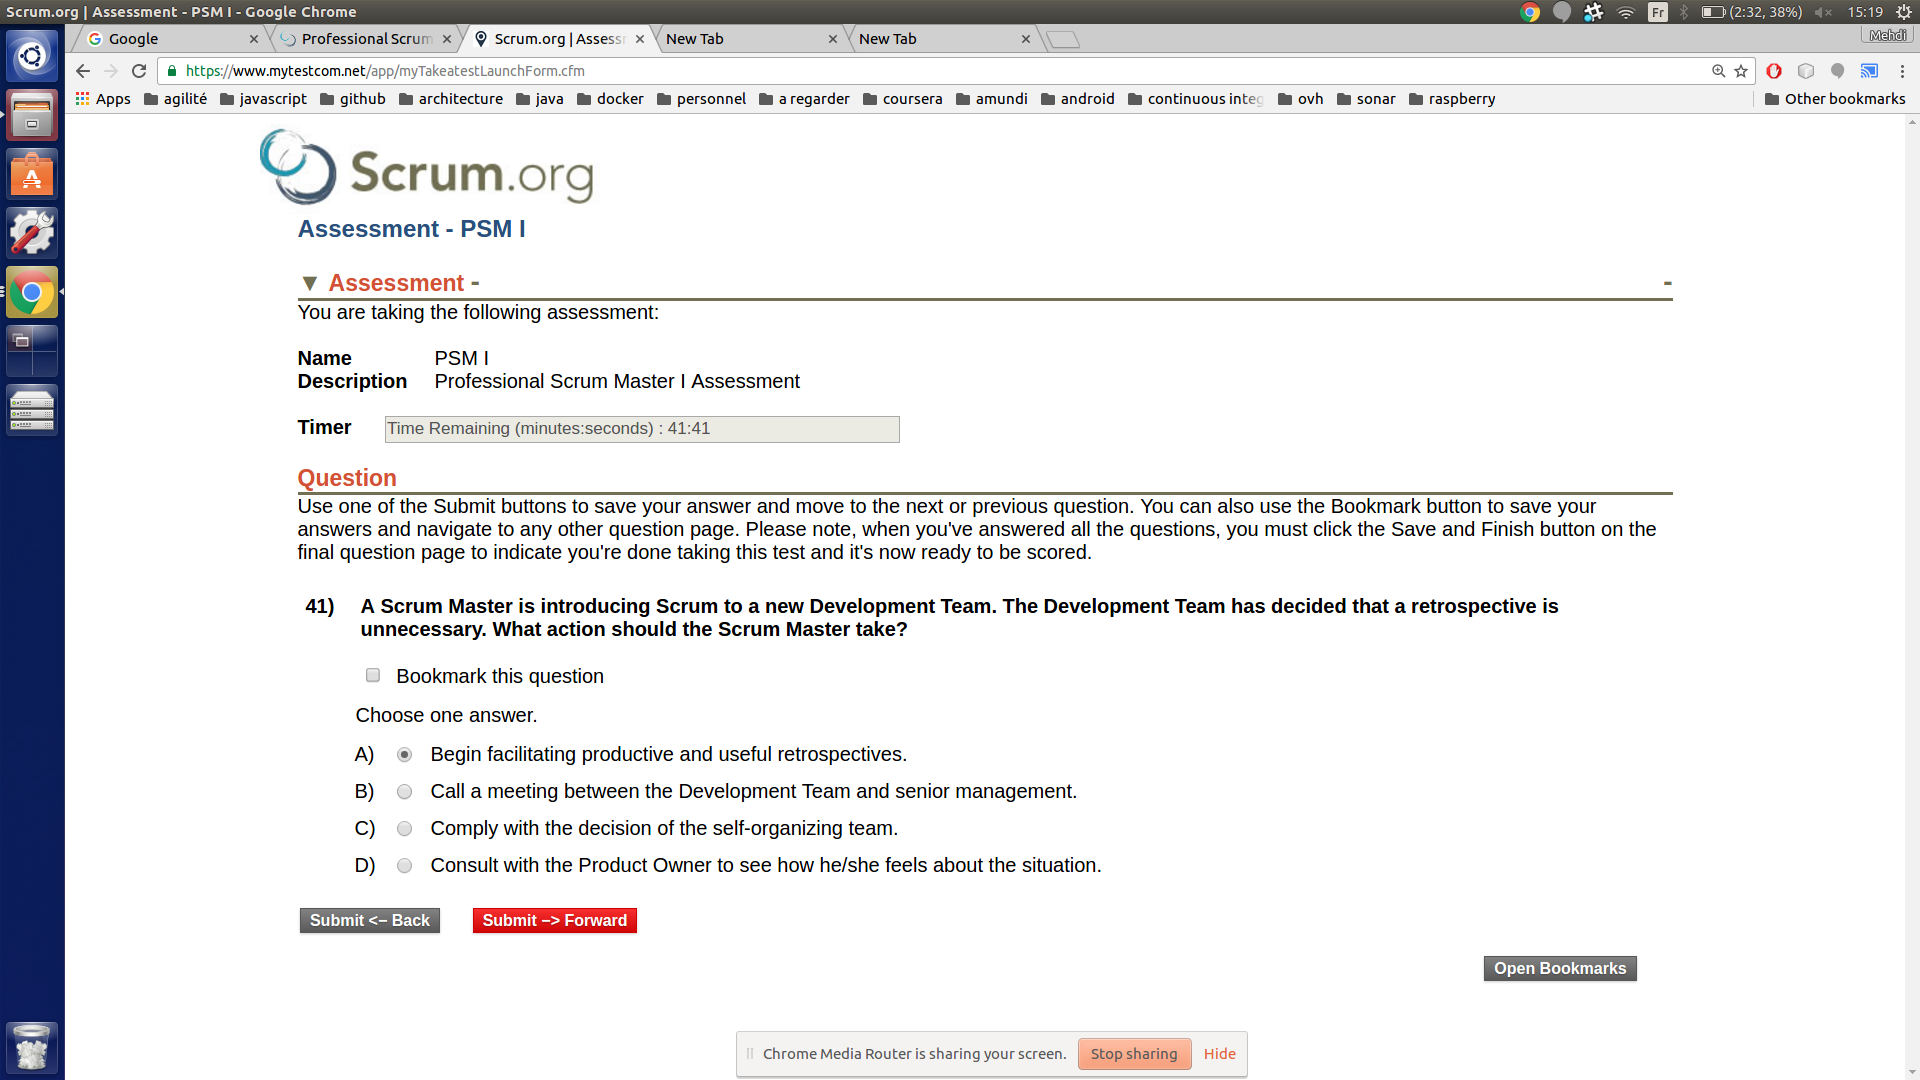 Scrum.org | Assessment - PSM I - Google Chrome
Fr
(2:32, 38%)
15:19
Google
Professional Scrum
Scrum.org | Assess
New Tab
New Tab
Mehdi
https://www.mytestcom.net/app/myTakeatestLaunchForm.cfm
Apps
agilité
javascript
github
architecture
java
docker
personnel
a regarder
coursera
amundi
android
continuous integ
ovh
sonar
raspberry
Other bookmarks
Scrum.org
Assessment - PSM I
▼ Assessment -
-
You are taking the following assessment:
Name PSM I
Description Professional Scrum Master I Assessment
Timer Time Remaining (minutes:seconds) : 41:41
Question
Use one of the Submit buttons to save your answer and move to the next or previous question. You can also use the Bookmark button to save your
answers and navigate to any other question page. Please note, when you've answered all the questions, you must click the Save and Finish button on the
final question page to indicate you're done taking this test and it's now ready to be scored.
41) A Scrum Master is introducing Scrum to a new Development Team. The Development Team has decided that a retrospective is
unnecessary. What action should the Scrum Master take?
Bookmark this question
Choose one answer.
A) Begin facilitating productive and useful retrospectives.
B) Call a meeting between the Development Team and senior management.
C) Comply with the decision of the self-organizing team.
D) Consult with the Product Owner to see how he/she feels about the situation.
Submit <– Back
Submit –> Forward
Open Bookmarks
Chrome Media Router is sharing your screen.
Stop sharing
Hide